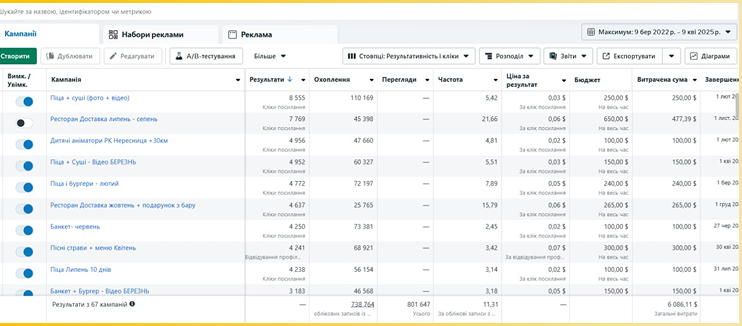 Шукайте за назвою, ідентифікатором чи метрикою
Кампанії
Набори реклами
Реклама
Максимум: 9 бер 2022 р. – 9 кві 2025 р.
Створити
Дублювати
Редагувати
A/B-тестування
Більше
Стовпці: Результативність і кліки
Розподіл
Звіти
Експортувати
Діаграми
Вимк. / Увімк.
Кампанія
Результати
Охоплення
Перегляди
Частота
Ціна за результат
Бюджет
Витрачена сума
Завершенн
Піца + суші (фото + відео) 8 555 110 169 — 5,42 0,03 $ 250,00 $ 250,00 $ 1 лют 20
Кліки посилання За клік посилання На весь час
Ресторан Доставка липень - серпень 7 769 45 398 — 21,66 0,06 $ 650,00 $ 477,39 $ 1 лист. 2
Кліки посилання За клік посилання На весь час
Дитячі аніматори РК Нересниця +30км 4 956 47 660 — 4,81 0,02 $ 100,00 $ 100,00 $ 1 лют 20
Кліки посилання За клік посилання На весь час
Піца + Суші - Відео БЕРЕЗНЬ 4 952 60 327 — 5,51 0,03 $ 150,00 $ 150,00 $ 1 кві 20
Кліки посилання За клік посилання На весь час
Піца і бургери - лютий 4 772 72 197 — 7,89 0,05 $ 240,00 $ 240,00 $ 1 бер 20
Кліки посилання За клік посилання На весь час
Ресторан Доставка жовтень + подарунок з бару 4 637 25 765 — 15,79 0,06 $ 265,00 $ 265,00 $ 1 груд 20
Кліки посилання За клік посилання На весь час
Банкет- червень 4 250 73 381 — 2,45 0,02 $ 100,00 $ 100,00 $ 27 чер 20
Кліки посилання За клік посилання На весь час
Пісні страви + меню Квітень 4 241 68 921 — 3,42 0,07 $ 300,00 $ 300,00 $ 30 кві 20
Відвідування профіл... За відвідування проф... На весь час
Піца Липень 10 днів 4 238 56 154 — 3,14 0,02 $ 100,00 $ 100,00 $ 31 лип 20
Кліки посилання За клік посилання На весь час
Банкет + Бургер - Відео БЕРЕЗНЬ 3 183 46 568 — 3,18 0,05 $ 150,00 $ 150,00 $ 1 кві 20
Результати з 67 кампаній — 738 764 801 647 11,31 — 6 086,11 $
облікових записів із ... Усього За облікові записи з ... Загальні витрати